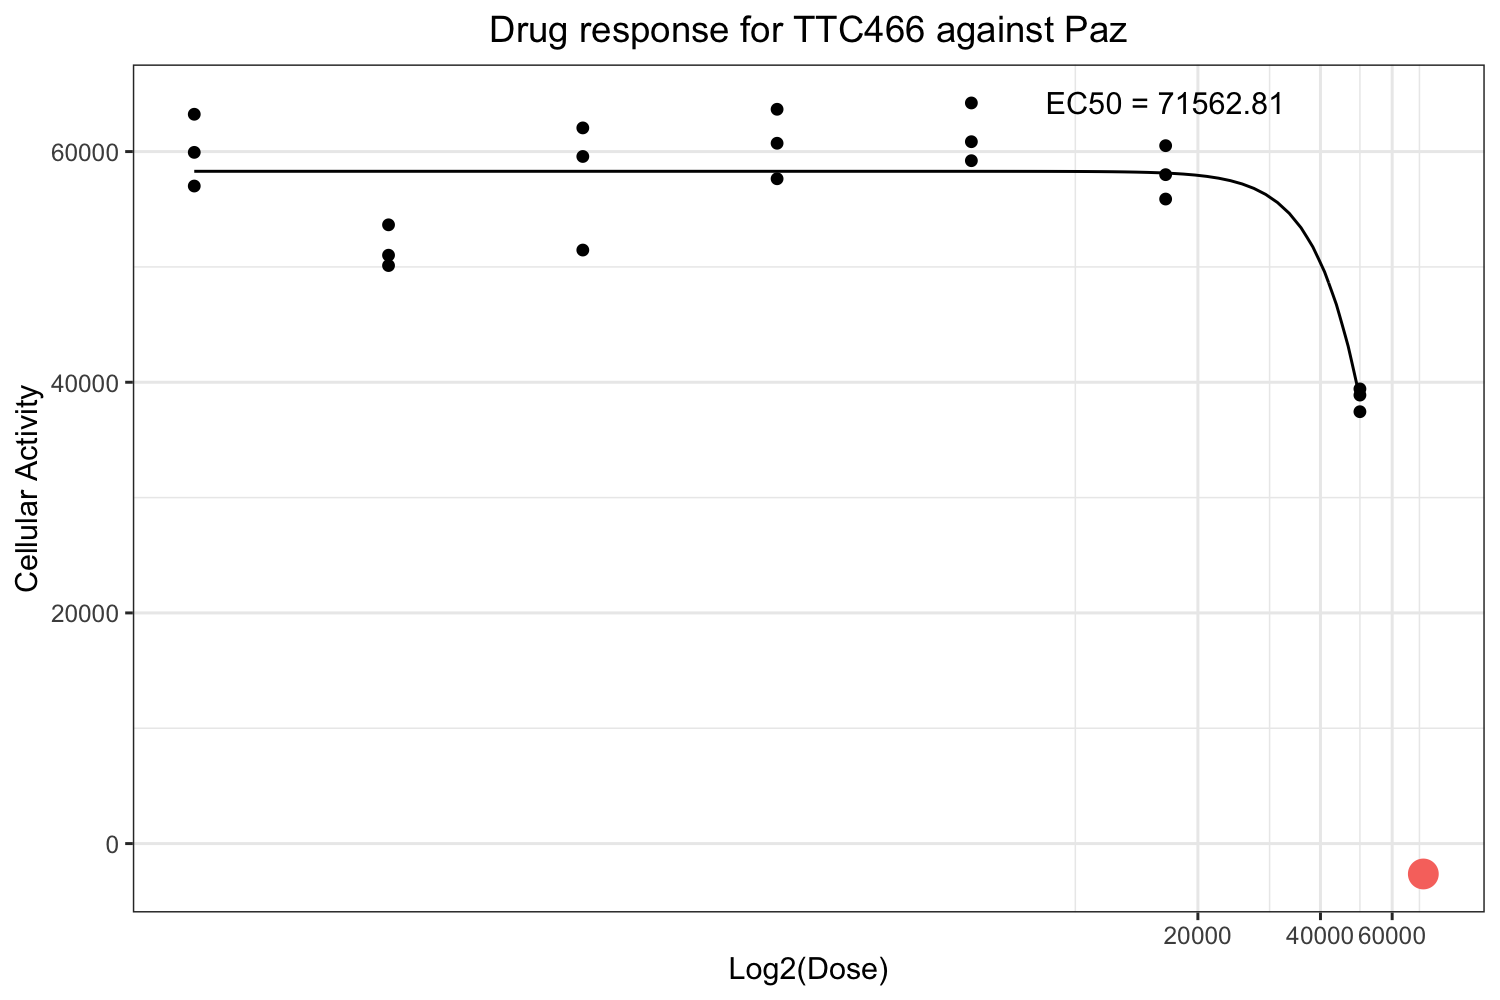 Drug response for TTC466 against Paz
EC50 = 71562.81
60000
40000
20000
0
Cellular Activity
20000 40000 60000
Log2(Dose)